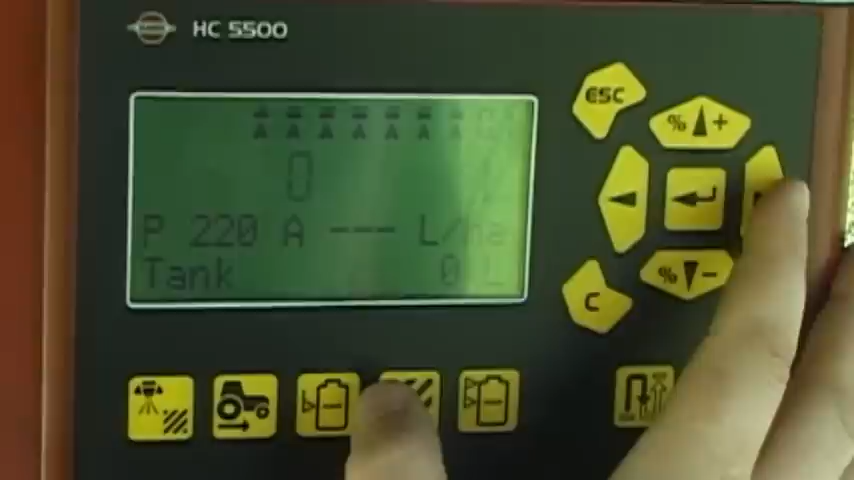 HC 5500
0
P 220 A --- L/ha
Tank 0 L
ESC
% +
% -
C